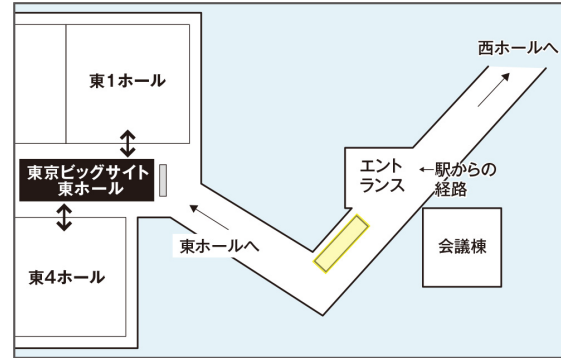 西ホールへ
東1ホール
エント
ランス
←駅からの
経路
東京ビッグサイト
東ホール
会議棟
東ホールへ
東4ホール